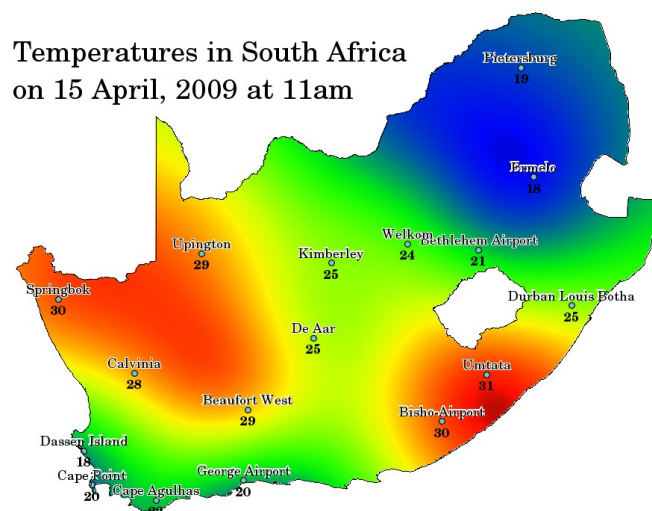 Temperatures in South Africa
on 15 April, 2009 at 11am
Pietersburg
19
Ermelo
18
Upington
29
Kimberley
25
Welkom
24
Bethlehem Airport
21
Springbok
30
Durban Louis Botha
25
De Aar
25
Calvinia
28
Umtata
31
Beaufort West
29
Bisho-Airport
30
Dassen Island
18
Cape Point
20
George Airport
20
Cape Agulhas